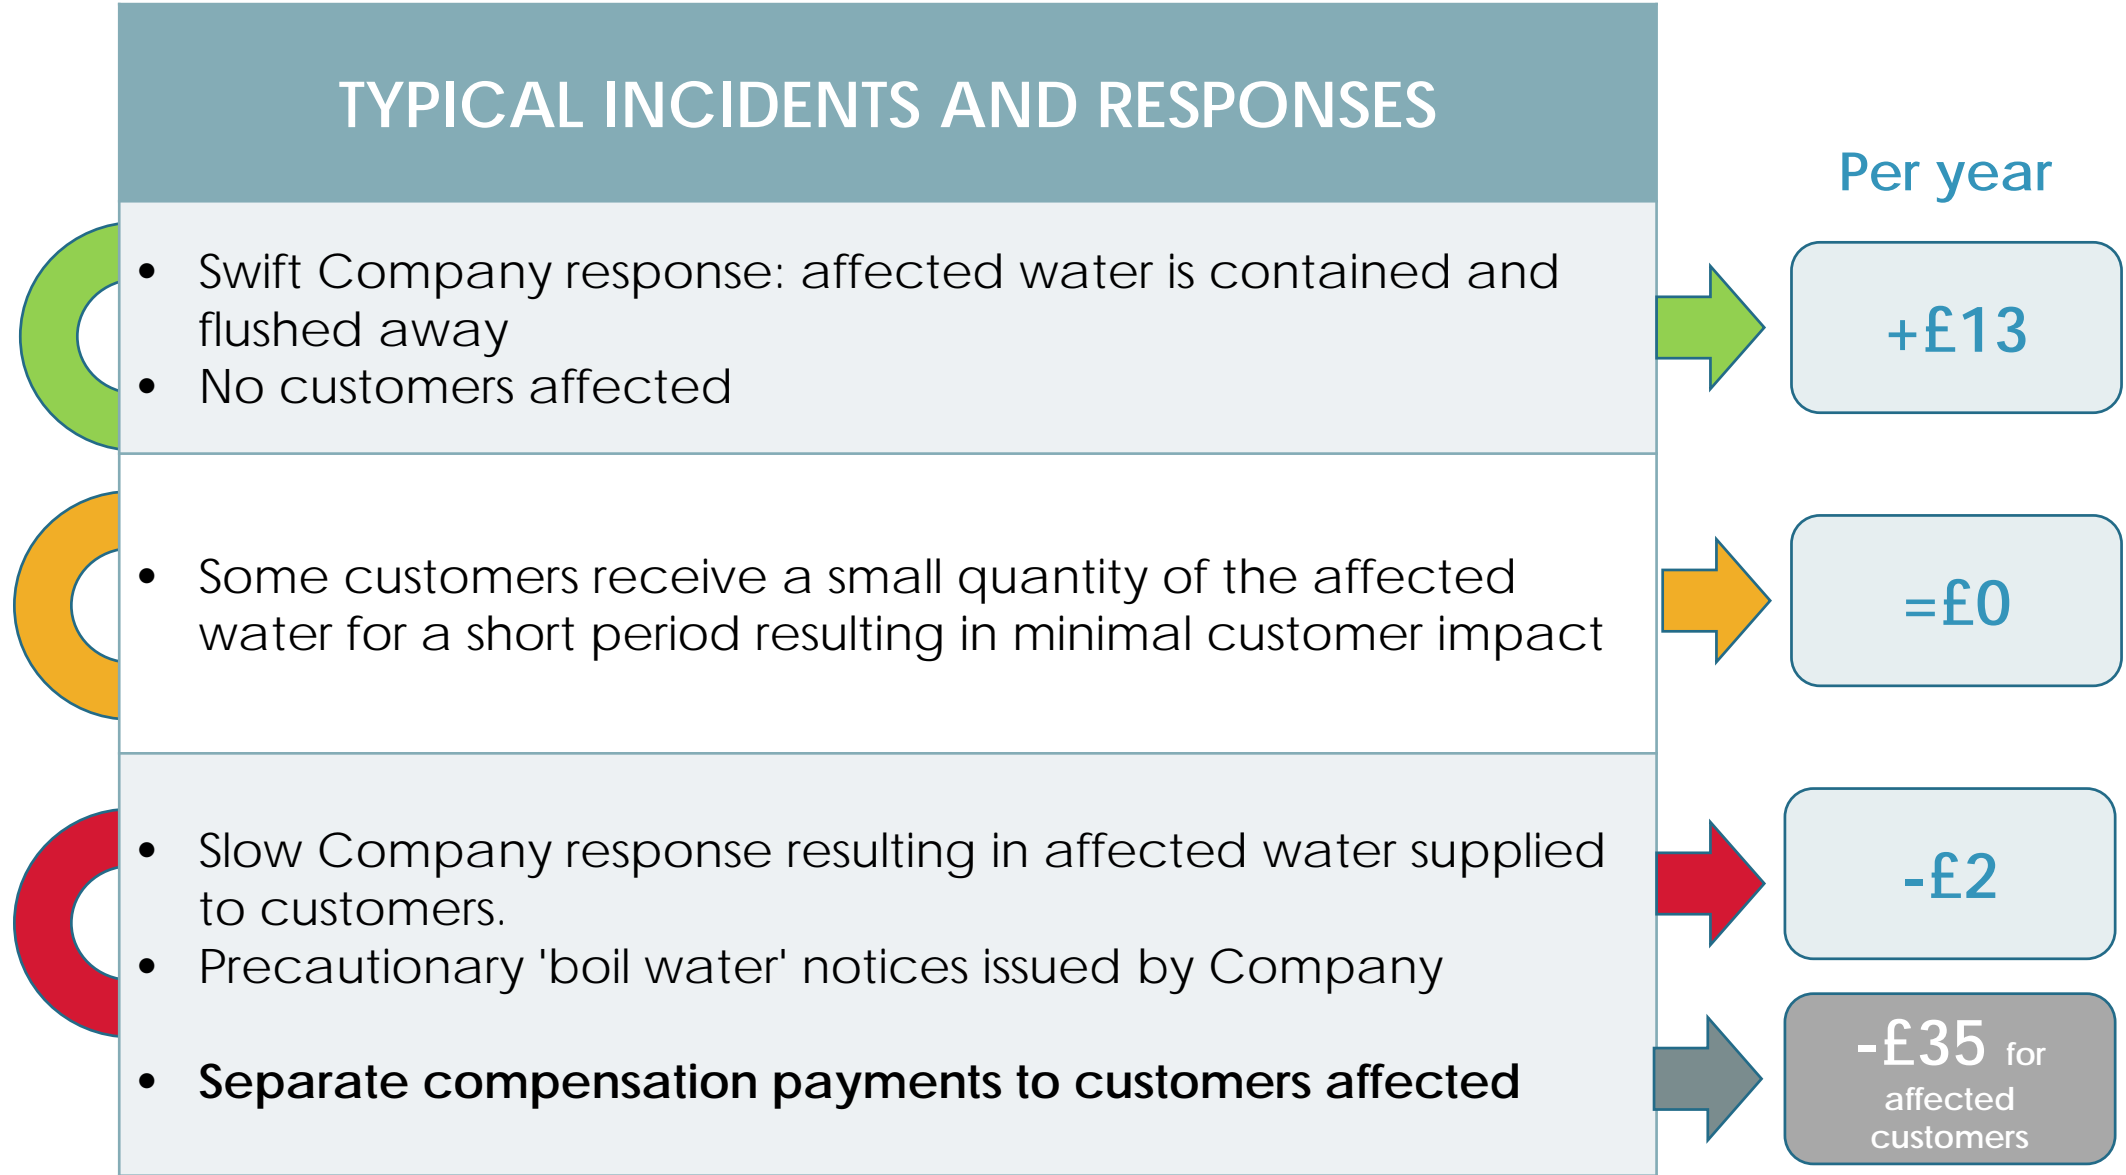 TYPICAL INCIDENTS AND RESPONSES
Per year
• Swift Company response: affected water is contained and
flushed away
• No customers affected
+£13
• Some customers receive a small quantity of the affected
water for a short period resulting in minimal customer impact
=£0
• Slow Company response resulting in affected water supplied
to customers.
• Precautionary 'boil water' notices issued by Company
-£2
• Separate compensation payments to customers affected
-£35 for
affected
customers